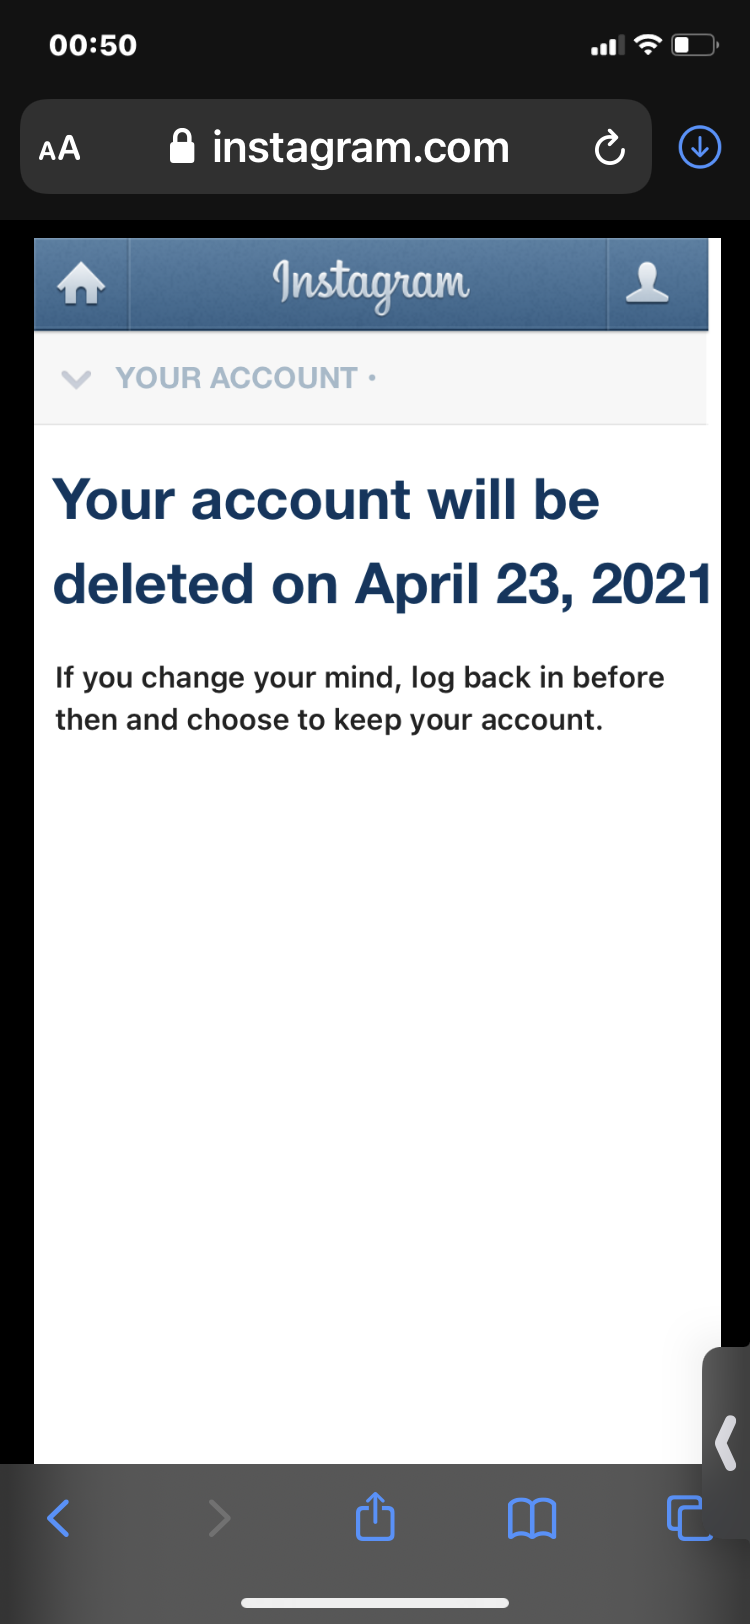 00:50
AA instagram.com
Instagram
YOUR ACCOUNT •
Your account will be
deleted on April 23, 2021
If you change your mind, log back in before
then and choose to keep your account.